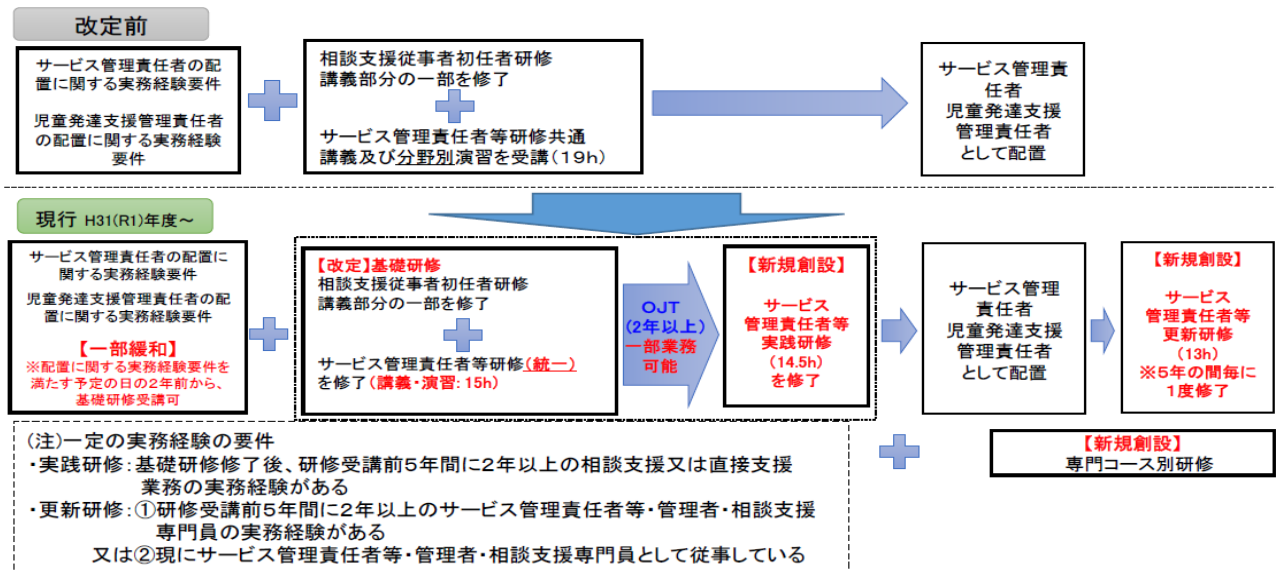 改定前
サービス管理責任者の配
置に関する実務経験要件
児童発達支援管理責任者
の配置に関する実務経験
要件
相談支援従事者初任者研修
講義部分の一部を修了
サービス管理責任者等研修共通
講義及び分野別演習を受講(19h)
サービス管理責
任者
児童発達支援
管理責任者
として配置
現行 H31(R1)年度～
サービス管理責任者の配置に
関する実務経験要件
児童発達支援管理責任者の配
置に関する実務経験要件
【一部緩和】
※配置に関する実務経験要件を
満たす予定の日の2年前から、
基礎研修受講可
【改定】基礎研修
相談支援従事者初任者研修
講義部分の一部を修了
サービス管理責任者等研修(統一)
を修了(講義・演習:15h)
OJT
(2年以上)
一部業務
可能
【新規創設】
サービス
管理責任者等
実践研修
(14.5h)
を修了
サービス管理
責任者
児童発達支援
管理責任者
として配置
【新規創設】
サービス
管理責任者等
更新研修
(13h)
※5年の間毎に
1度修了
【新規創設】
専門コース別研修
(注)一定の実務経験の要件
・実践研修:基礎研修修了後、研修受講前5年間に2年以上の相談支援又は直接支援
業務の実務経験がある
・更新研修:①研修受講前5年間に2年以上のサービス管理責任者等・管理者・相談支援
専門員の実務経験がある
又は②現にサービス管理責任者等・管理者・相談支援専門員として従事している